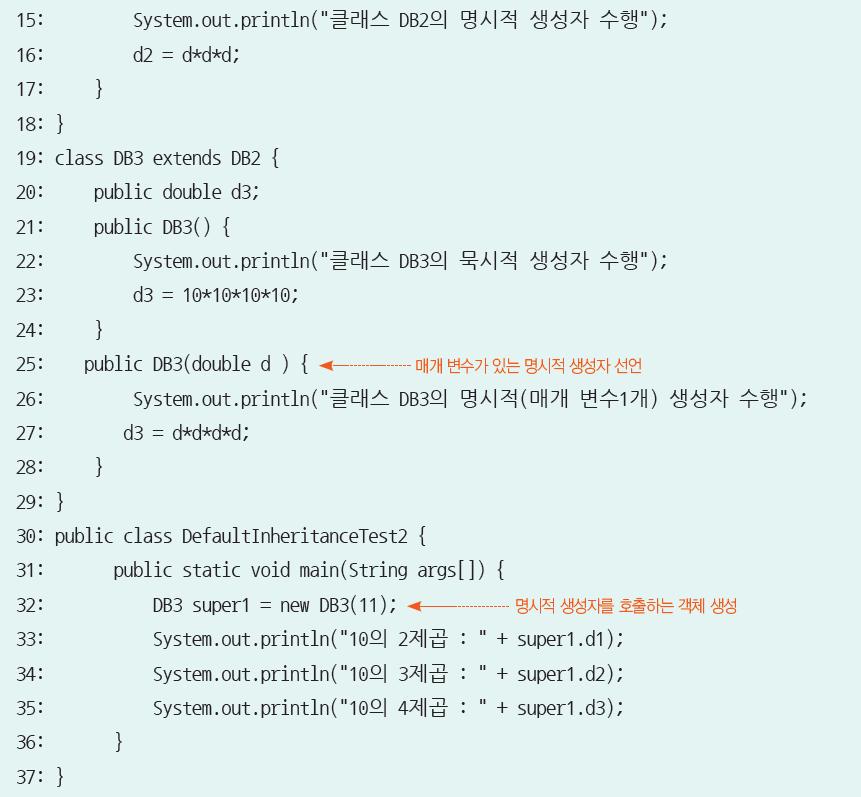 15:         System.out.println("클래스 DB2의 명시적 생성자 수행");
16:         d2 = d*d*d;
17:     }
18: }
19: class DB3 extends DB2 {
20:     public double d3;
21:     public DB3() {
22:         System.out.println("클래스 DB3의 묵시적 생성자 수행");
23:         d3 = 10*10*10*10;
24:     }
25:    public DB3(double d ) { 매개 변수가 있는 명시적 생성자 선언
26:         System.out.println("클래스 DB3의 명시적(매개 변수1개) 생성자 수행");
27:        d3 = d*d*d*d;
28:     }
29: }
30: public class DefaultInheritanceTest2 {
31:       public static void main(String args[]) {
32:           DB3 super1 = new DB3(11); 명시적 생성자를 호출하는 객체 생성
33:           System.out.println("10의 2제곱 : " + super1.d1);
34:           System.out.println("10의 3제곱 : " + super1.d2);
35:           System.out.println("10의 4제곱 : " + super1.d3);
36:       }
37: }